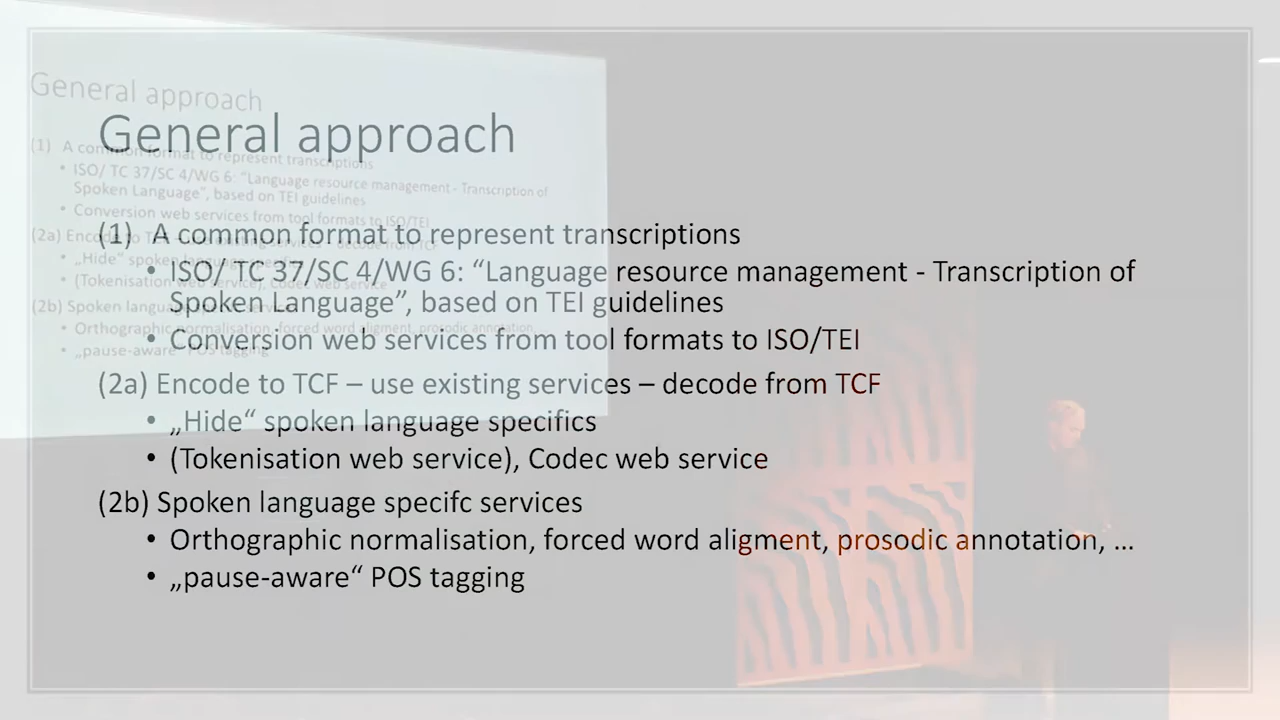 General approach
(1) A common format to represent transcriptions
• ISO/ TC 37/SC 4/WG 6: “Language resource management - Transcription of
Spoken Language”, based on TEI guidelines
• Conversion web services from tool formats to ISO/TEI
(2a) Encode to TCF – use existing services – decode from TCF
• „Hide“ spoken language specifics
• (Tokenisation web service), Codec web service
(2b) Spoken language specifc services
• Orthographic normalisation, forced word aligment, prosodic annotation, ...
• „pause-aware“ POS tagging